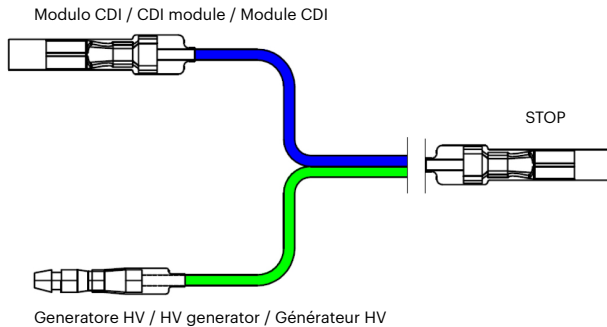 Modulo CDI / CDI module / Module CDI
STOP
Generatore HV / HV generator / Générateur HV